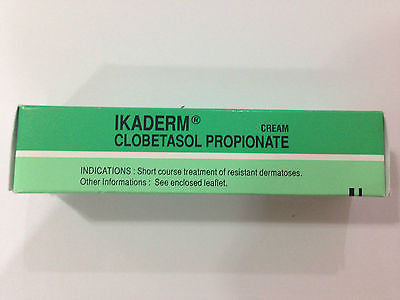 IKADERM® CREAM
CLOBETASOL PROPIONATE
INDICATIONS : Short course treatment of resistant dermatoses.
Other Informations : See enclosed leaflet.